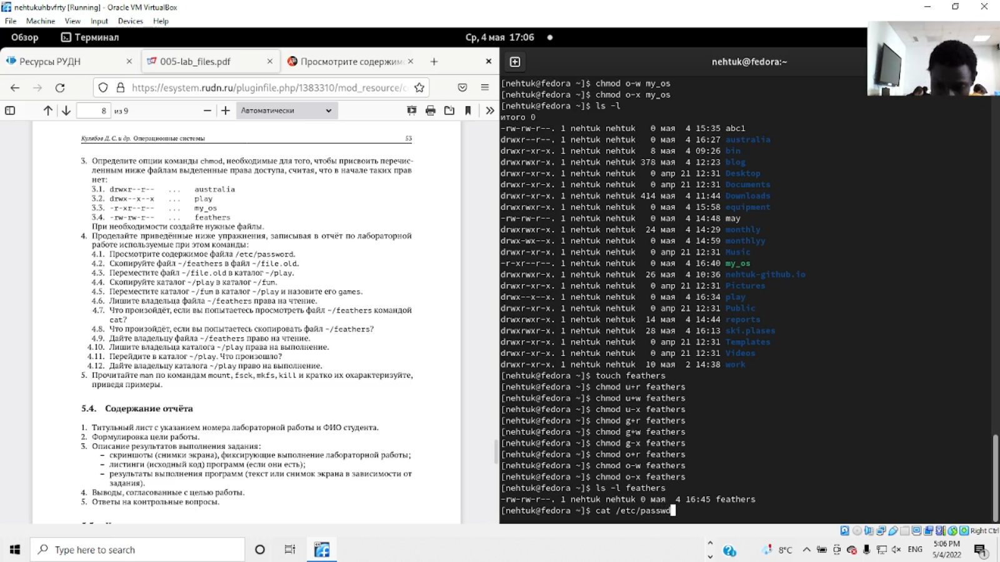 nehtukuhbvfrty [Running] - Oracle VM VirtualBox
File Machine View Input Devices Help
Обзор Терминал Ср, 4 мая 17:06
Ресурсы РУДН 005-lab_files.pdf Просмотрите содержим
nehtuk@fedora:~
https://esystem.rudn.ru/pluginfile.php/1383310/mod_resource/c
8 из 9 Автоматически
Кулябов Д. С. и др. Операционные системы 53
3. Определите опции команды chmod, необходимые для того, чтобы присвоить перечис-
ленным ниже файлам выделенные права доступа, считая, что в начале таких прав
нет:
3.1. drwxr--r-- ... australia
3.2. drwx--x--x ... play
3.3. -r-xr--r-- ... my_os
3.4. -rw-rw-r-- ... feathers
При необходимости создайте нужные файлы.
4. Проделайте приведённые ниже упражнения, записывая в отчёт по лабораторной
работе используемые при этом команды:
4.1. Просмотрите содержимое файла /etc/password.
4.2. Скопируйте файл ~/feathers в файл ~/file.old.
4.3. Переместите файл ~/file.old в каталог ~/play.
4.4. Скопируйте каталог ~/play в каталог ~/fun.
4.5. Переместите каталог ~/fun в каталог ~/play и назовите его games.
4.6. Лишите владельца файла ~/feathers права на чтение.
4.7. Что произойдёт, если вы попытаетесь просмотреть файл ~/feathers командой
cat?
4.8. Что произойдёт, если вы попытаетесь скопировать файл ~/feathers?
4.9. Дайте владельцу файла ~/feathers право на чтение.
4.10. Лишите владельца каталога ~/play права на выполнение.
4.11. Перейдите в каталог ~/play. Что произошло?
4.12. Дайте владельцу каталога ~/play право на выполнение.
5. Прочитайте man по командам mount, fsck, mkfs, kill и кратко их охарактеризуйте,
приведя примеры.
5.4. Содержание отчёта
1. Титульный лист с указанием номера лабораторной работы и ФИО студента.
2. Формулировка цели работы.
3. Описание результатов выполнения задания:
– скриншоты (снимки экрана), фиксирующие выполнение лабораторной работы;
– листинги (исходный код) программ (если они есть);
– результаты выполнения программ (текст или снимок экрана в зависимости от
задания).
4. Выводы, согласованные с целью работы.
5. Ответы на контрольные вопросы.
[nehtuk@fedora ~]$ chmod o-w my_os
[nehtuk@fedora ~]$ chmod o-x my_os
[nehtuk@fedora ~]$ ls -l
итого 0
-rw-rw-r--. 1 nehtuk nehtuk 0 мая 4 15:35 abc1
drwxr--r--. 1 nehtuk nehtuk 0 мая 4 16:27 australia
drwxr-xr-x. 1 nehtuk nehtuk 8 мая 4 09:26 bin
drwxrwxr-x. 1 nehtuk nehtuk 378 мая 4 12:23 blog
drwxr-xr-x. 1 nehtuk nehtuk 0 апр 21 12:31 Desktop
drwxr-xr-x. 1 nehtuk nehtuk 0 апр 21 12:31 Documents
drwxr-xr-x. 1 nehtuk nehtuk 414 мая 4 11:44 Downloads
drwxrwxr-x. 1 nehtuk nehtuk 0 мая 4 15:58 equipment
-rw-rw-r--. 1 nehtuk nehtuk 0 мая 4 14:48 may
drwxrwxr-x. 1 nehtuk nehtuk 24 мая 4 14:29 monthly
drwx-wx--x. 1 nehtuk nehtuk 0 мая 4 14:59 monthlyy
drwxr-xr-x. 1 nehtuk nehtuk 0 апр 21 12:31 Music
-r-xr--r--. 1 nehtuk nehtuk 0 мая 4 16:40 my_os
drwxrwxr-x. 1 nehtuk nehtuk 26 мая 4 10:36 nehtuk-github.io
drwxr-xr-x. 1 nehtuk nehtuk 0 апр 21 12:31 Pictures
drwx--x--x. 1 nehtuk nehtuk 0 мая 4 16:34 play
drwxr-xr-x. 1 nehtuk nehtuk 0 апр 21 12:31 Public
drwxrwxr-x. 1 nehtuk nehtuk 14 мая 4 14:44 reports
drwxrwxr-x. 1 nehtuk nehtuk 28 мая 4 16:13 ski.plases
drwxr-xr-x. 1 nehtuk nehtuk 0 апр 21 12:31 Templates
drwxr-xr-x. 1 nehtuk nehtuk 0 апр 21 12:31 Videos
drwxr-xr-x. 1 nehtuk nehtuk 10 мая 2 14:38 work
[nehtuk@fedora ~]$ touch feathers
[nehtuk@fedora ~]$ chmod u+r feathers
[nehtuk@fedora ~]$ chmod u+w feathers
[nehtuk@fedora ~]$ chmod u-x feathers
[nehtuk@fedora ~]$ chmod g+r feathers
[nehtuk@fedora ~]$ chmod g+w feathers
[nehtuk@fedora ~]$ chmod g-x feathers
[nehtuk@fedora ~]$ chmod o+r feathers
[nehtuk@fedora ~]$ chmod o-w feathers
[nehtuk@fedora ~]$ chmod o-x feathers
[nehtuk@fedora ~]$ ls -l feathers
-rw-rw-r--. 1 nehtuk nehtuk 0 мая 4 16:45 feathers
[nehtuk@fedora ~]$ cat /etc/passwd
Right Ctrl
Type here to search
8°C ENG 5:06 PM
5/4/2022
1